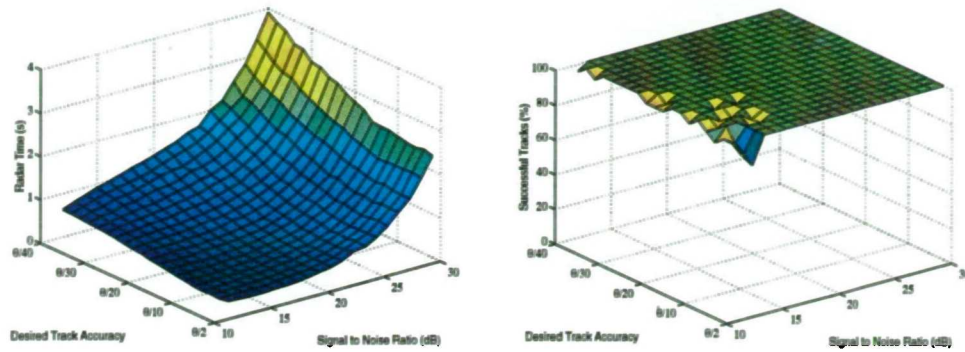 4
3
2
1
0
Radar Time (s)
θ/40
θ/30
θ/20
θ/10
θ/2
10
15
20
25
30
Desired Track Accuracy
Signal to Noise Ratio (dB)
100
80
60
40
20
0
Successful Tracks (%)
θ/40
θ/30
θ/20
θ/10
θ/2
10
15
20
25
30
Desired Track Accuracy
Signal to Noise Ratio (dB)